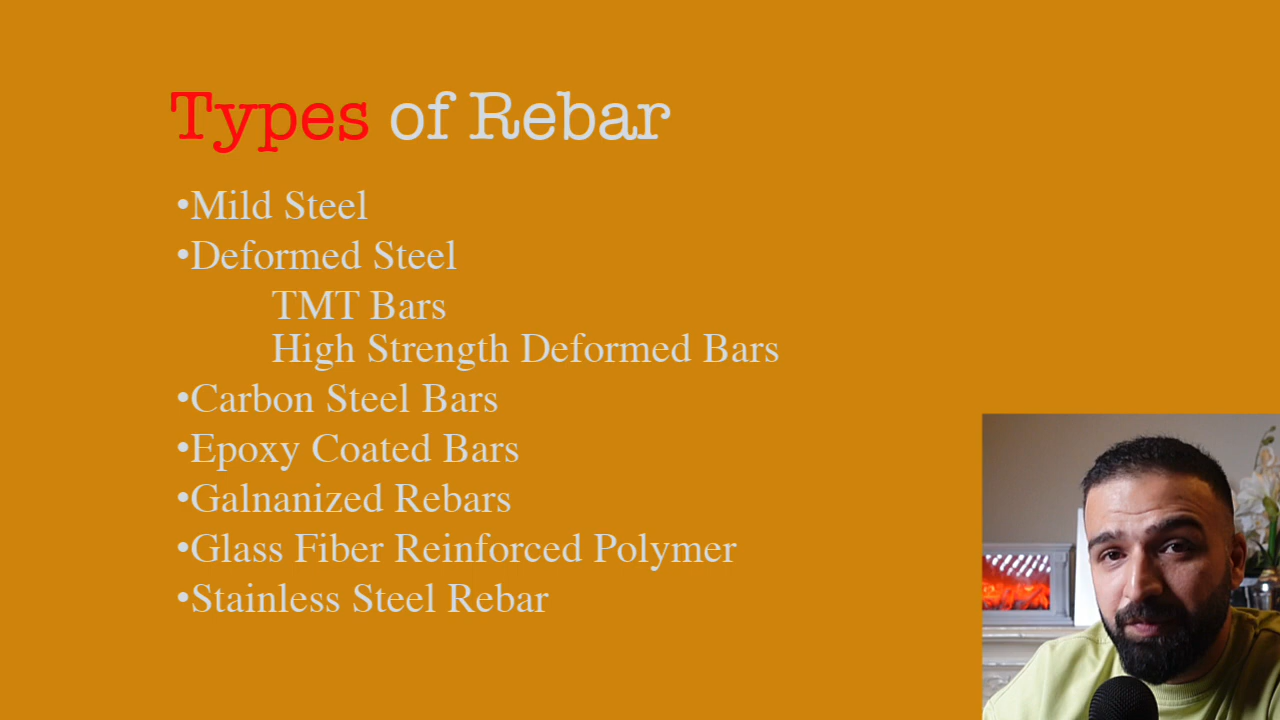 Types of Rebar
•Mild Steel
•Deformed Steel
TMT Bars
High Strength Deformed Bars
•Carbon Steel Bars
•Epoxy Coated Bars
•Galnanized Rebars
•Glass Fiber Reinforced Polymer
•Stainless Steel Rebar